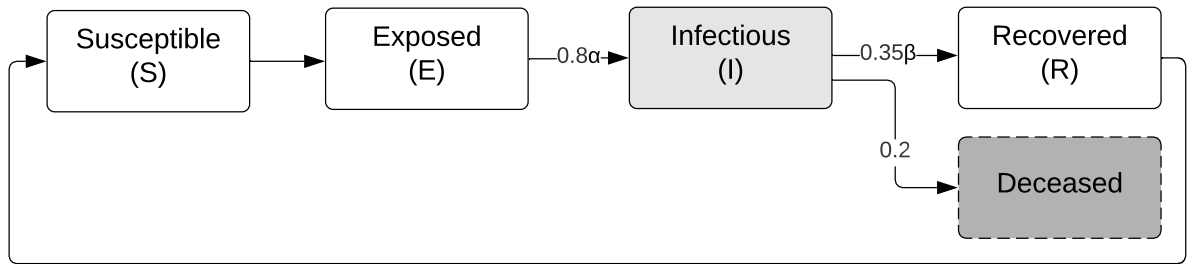 Susceptible
(S)
Exposed
(E)
0.8α
Infectious
(I)
0.35β
Recovered
(R)
0.2
Deceased